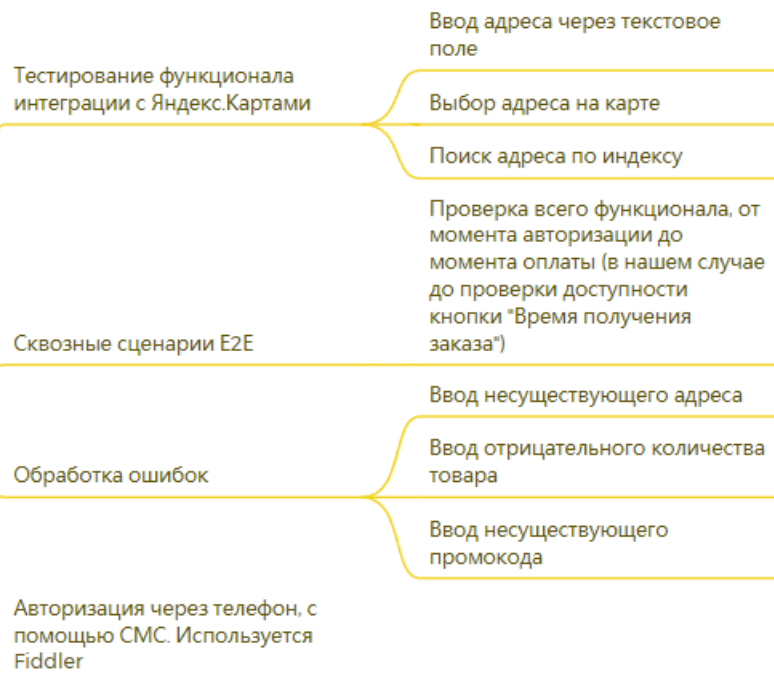 Ввод адреса через текстовое
поле
Тестирование функционала
интеграции с Яндекс.Картами
Выбор адреса на карте
Поиск адреса по индексу
Проверка всего функционала, от
момента авторизации до
момента оплаты (в нашем случае
до проверки доступности
кнопки "Время получения
заказа")
Сквозные сценарии E2E
Ввод несуществующего адреса
Ввод отрицательного количества
товара
Обработка ошибок
Ввод несуществующего
промокода
Авторизация через телефон, с
помощью СМС. Используется
Fiddler